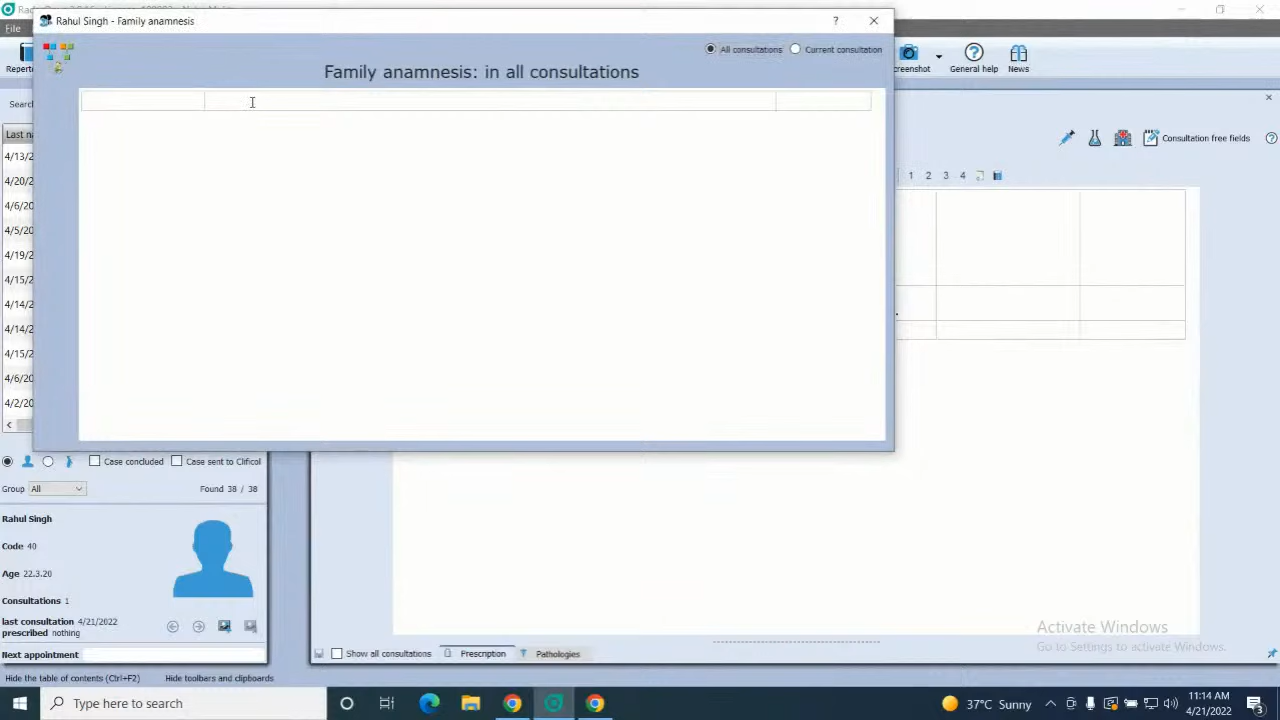 Rahul Singh - Family anamnesis
?
File
All consultations
Current consultation
Family anamnesis: in all consultations
General help
News
Last
4/13/2
4/20/2
4/6/20
4/5/20
4/19/2
4/15/2
4/14/2
4/14/2
4/15/2
4/6/2
4/2/20
Consultation free fields
1 2 3 4
Case concluded
Case sent to Clificol
Group All
Found 38 / 38
Rahul Singh
Code 40
Age 22.3.20
Consultations 1
last consultation 4/21/2022
prescribed nothing
Next appointment
Show all consultations
Prescription
Pathologies
Activate Windows
Go to Settings to activate Windows.
Hide the table of contents (Ctrl+F2)
Hide toolbars and clipboards
Type here to search
37°C Sunny
11:14 AM
4/21/2022
3